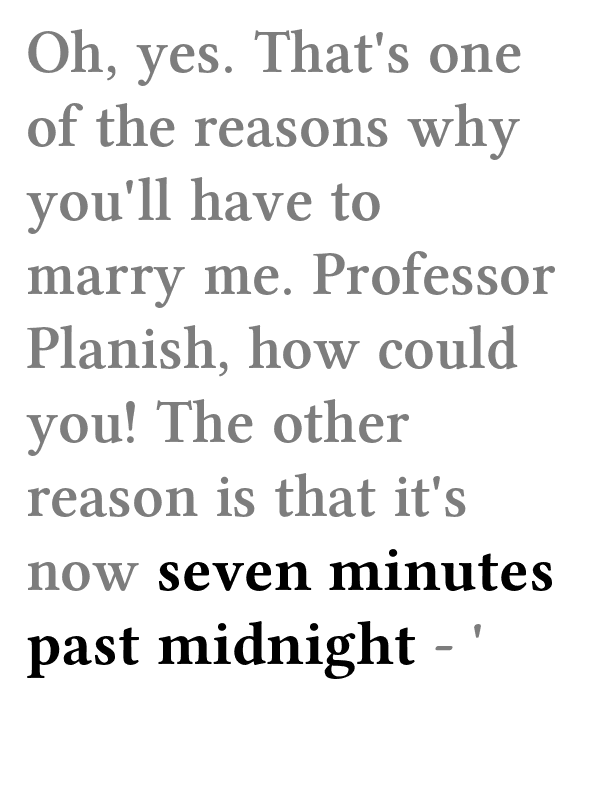 Oh, yes. That's one
of the reasons why
you'll have to
marry me. Professor
Planish, how could
you! The other
reason is that it's
now seven minutes
past midnight - '